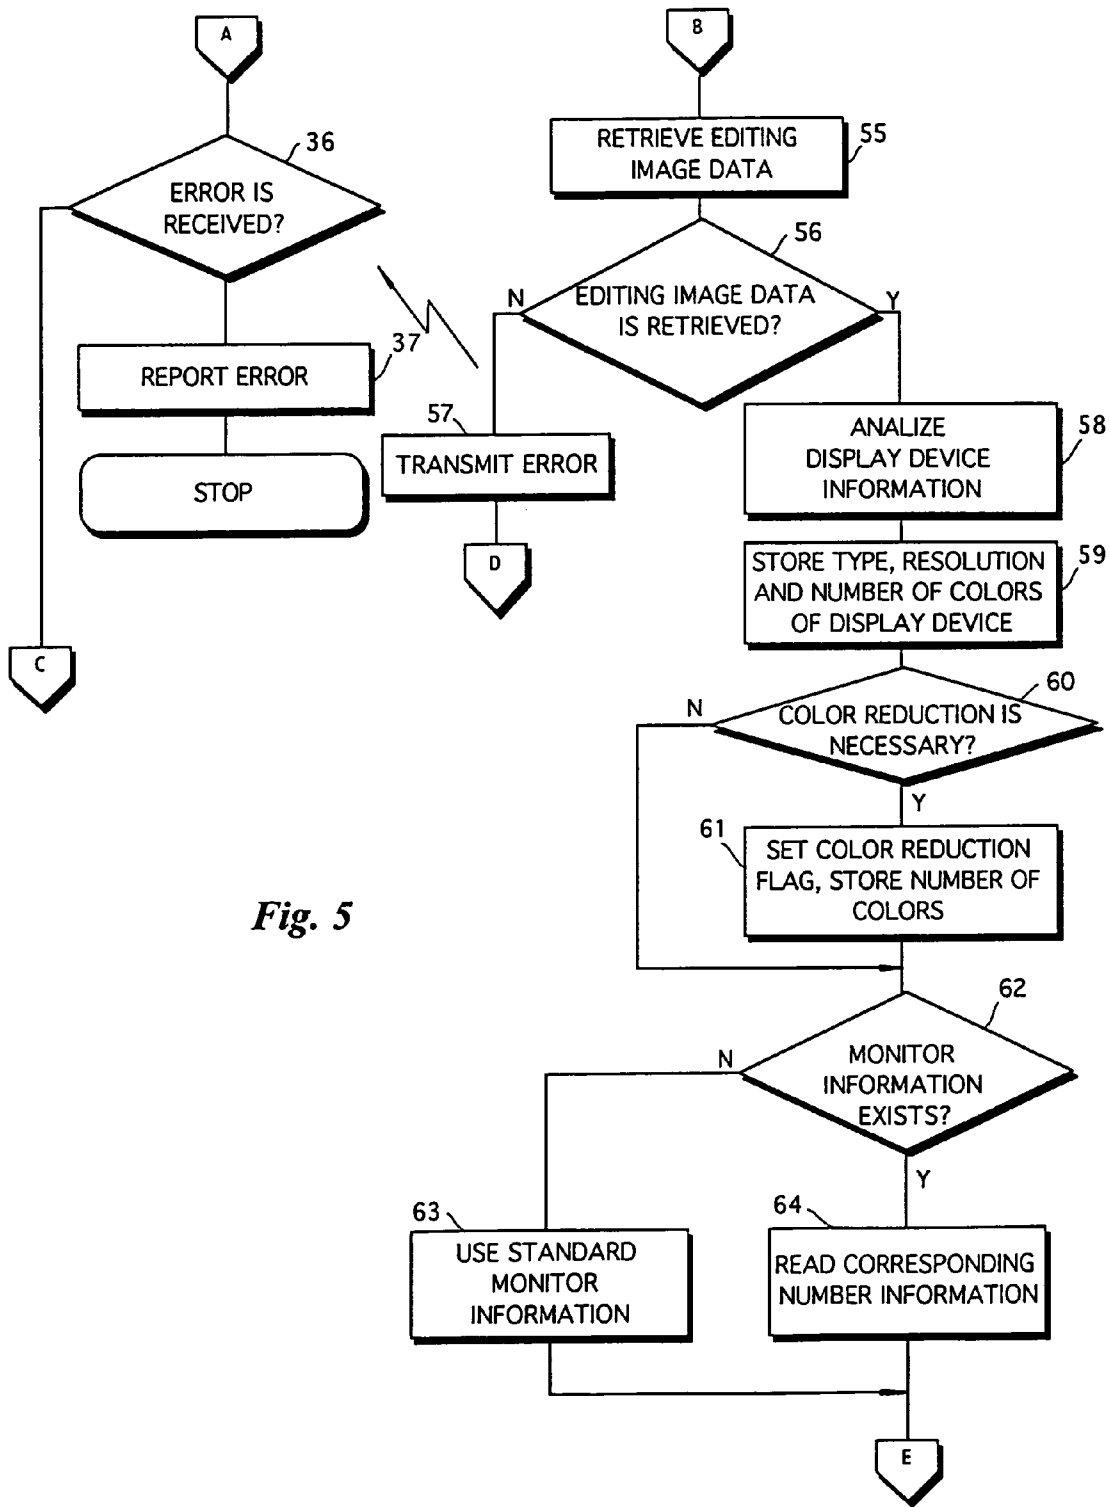 A
36
ERROR IS
RECEIVED?
37
REPORT ERROR
STOP
C
B
55
RETRIEVE EDITING
IMAGE DATA
56
N
EDITING IMAGE DATA
IS RETRIEVED?
Y
57
TRANSMIT ERROR
D
58
ANALIZE
DISPLAY DEVICE
INFORMATION
59
STORE TYPE, RESOLUTION
AND NUMBER OF COLORS
OF DISPLAY DEVICE
60
N
COLOR REDUCTION IS
NECESSARY?
Y
61
SET COLOR REDUCTION
FLAG, STORE NUMBER OF
COLORS
Fig. 5
62
N
MONITOR
INFORMATION
EXISTS?
Y
63
USE STANDARD
MONITOR
INFORMATION
64
READ CORRESPONDING
NUMBER INFORMATION
E